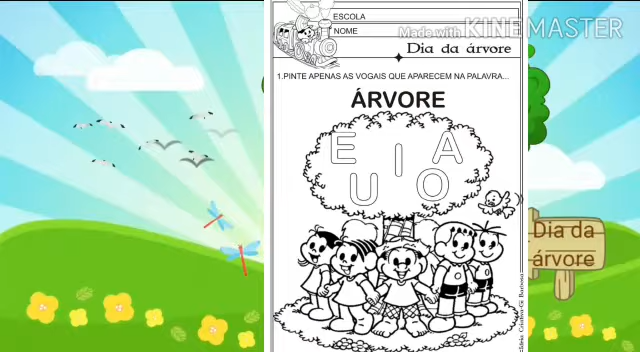 ESCOLA
NOME
Made with KINEMASTER
Dia da árvore
1.PINTE APENAS AS VOGAIS QUE APARECEM NA PALAVRA...
ÁRVORE
E I A
U O
Dia da
árvore